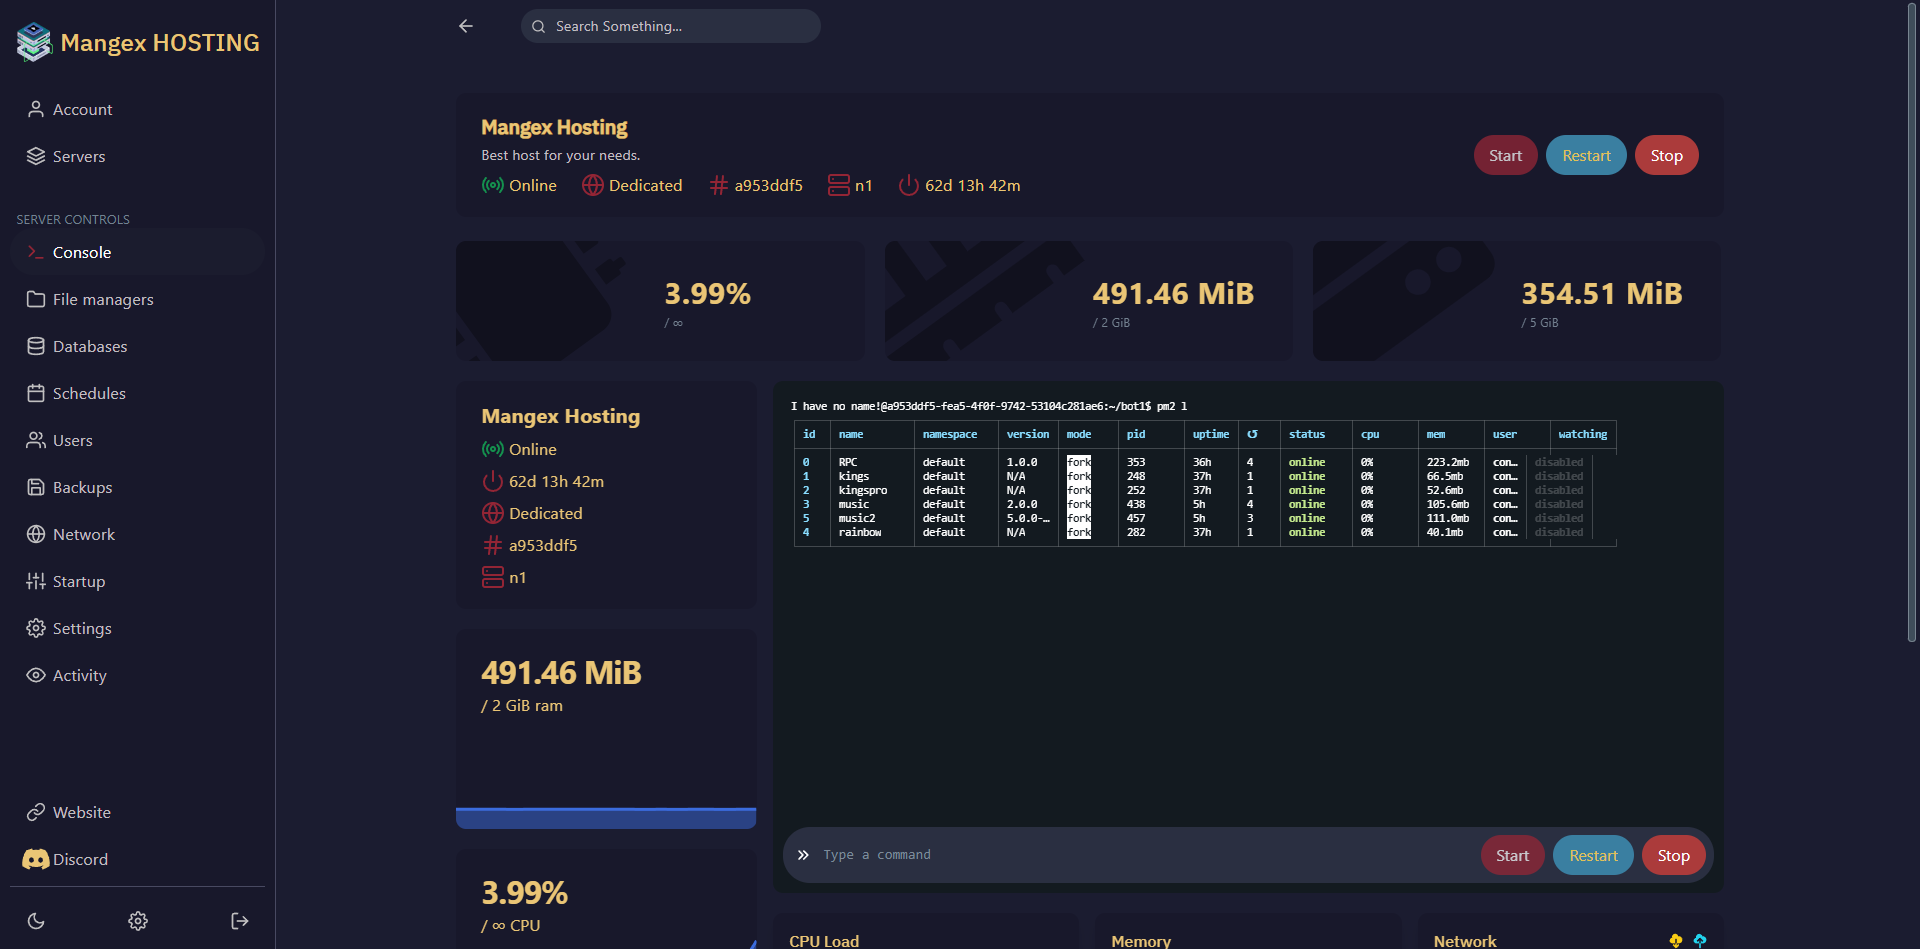 Mangex HOSTING
Search Something...
Account
Servers
SERVER CONTROLS
Console
File managers
Databases
Schedules
Users
Backups
Network
Startup
Settings
Activity
Website
Discord
Mangex Hosting
Best host for your needs.
Online Dedicated a953ddf5 n1 62d 13h 42m
Start Restart Stop
3.99%
/ ∞
491.46 MiB
/ 2 GiB
354.51 MiB
/ 5 GiB
Mangex Hosting
Online
62d 13h 42m
Dedicated
a953ddf5
n1
491.46 MiB
/ 2 GiB ram
3.99%
/ ∞ CPU
I have no name!@a953ddf5-fea5-4f0f-9742-53104c281ae6:~/bot1$ pm2 l
id name namespace version mode pid uptime ↺ status cpu mem user watching
0 RPC default 1.0.0 fork 353 36h 4 online 0% 223.2mb con… disabled
1 kings default N/A fork 248 37h 1 online 0% 66.5mb con… disabled
2 kingspro default N/A fork 252 37h 1 online 0% 52.6mb con… disabled
3 music default 2.0.0 fork 438 5h 4 online 0% 105.6mb con… disabled
5 music2 default 5.0.0-… fork 457 5h 3 online 0% 111.0mb con… disabled
4 rainbow default N/A fork 282 37h 1 online 0% 40.1mb con… disabled
» Type a command
Start Restart Stop
CPU Load
Memory
Network